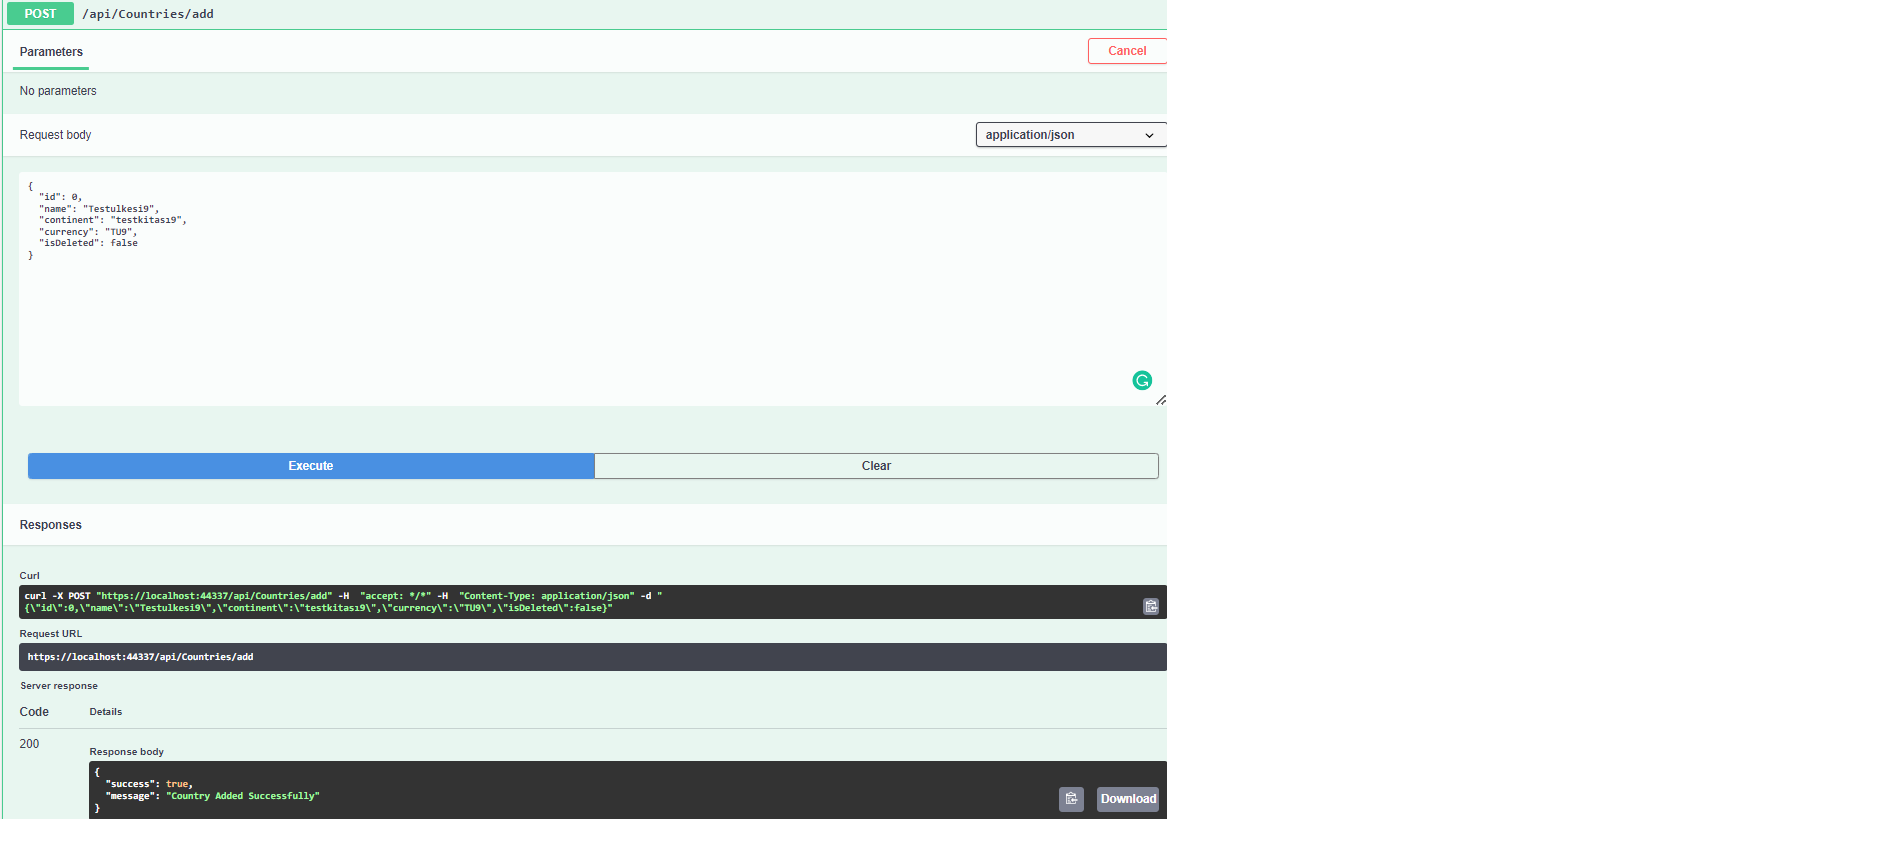 POST /api/Countries/add
Parameters
Cancel
No parameters
Request body
application/json
{
"id": 0,
"name": "Testulkesi9",
"continent": "testkitası9",
"currency": "TU9",
"isDeleted": false
}
Execute
Clear
Responses
Curl
curl -X POST "https://localhost:44337/api/Countries/add" -H  "accept: */*" -H  "Content-Type: application/json" -d "
{\"id\":0,\"name\":\"Testulkesi9\",\"continent\":\"testkitası9\",\"currency\":\"TU9\",\"isDeleted\":false}"
Request URL
https://localhost:44337/api/Countries/add
Server response
Code Details
200
Response body
{
"success": true,
"message": "Country Added Successfully"
}
Download